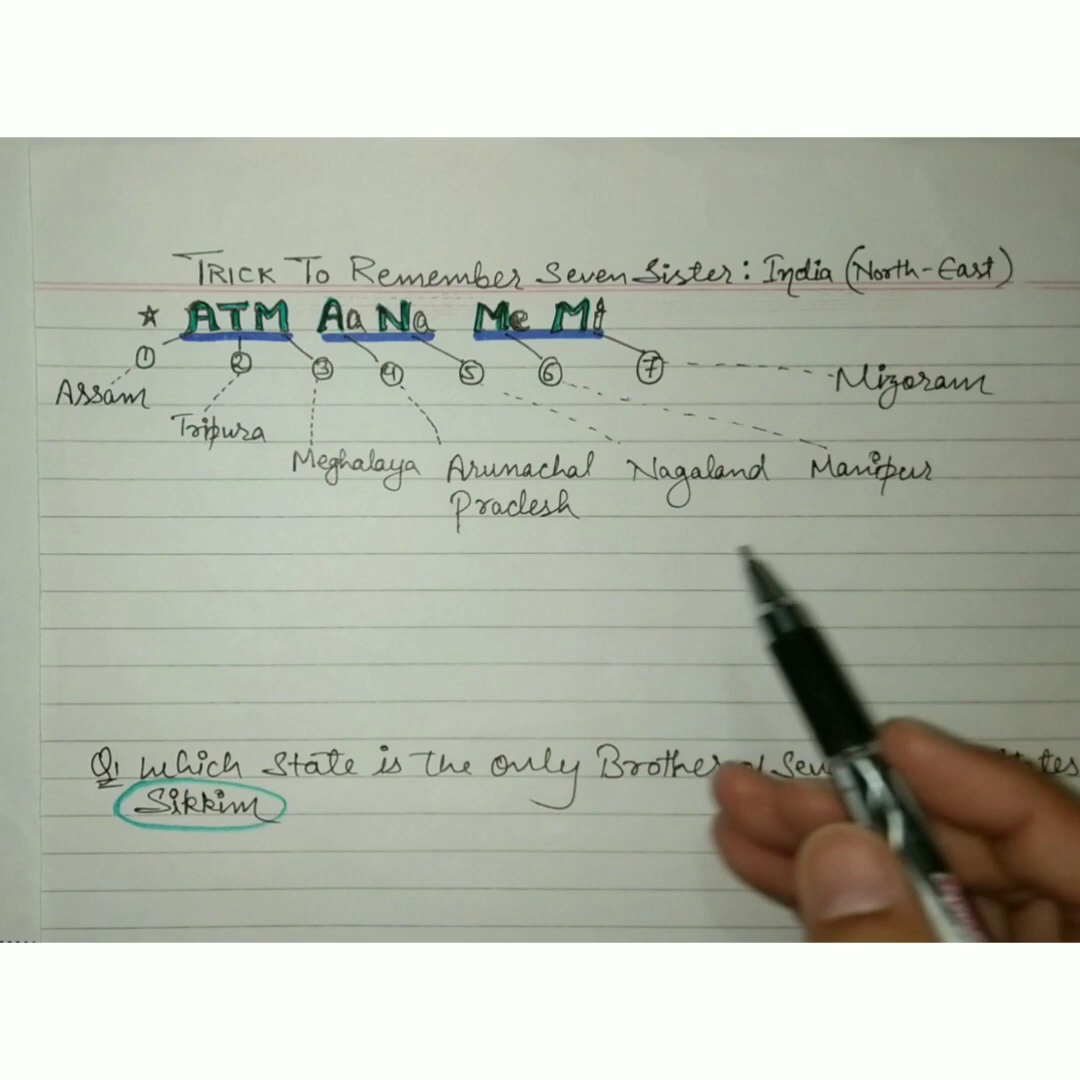 TRICK To Remember Seven Sister: India (North-East)
☆ ATM AaNa Me Mi
① ② ③ ④ ⑤ ⑥ ⑦
Assam Mizoram
Tripura
Meghalaya Arunachal Nagaland Manipur
Pradesh
Q: Which State is the only Brother of
Sikkim